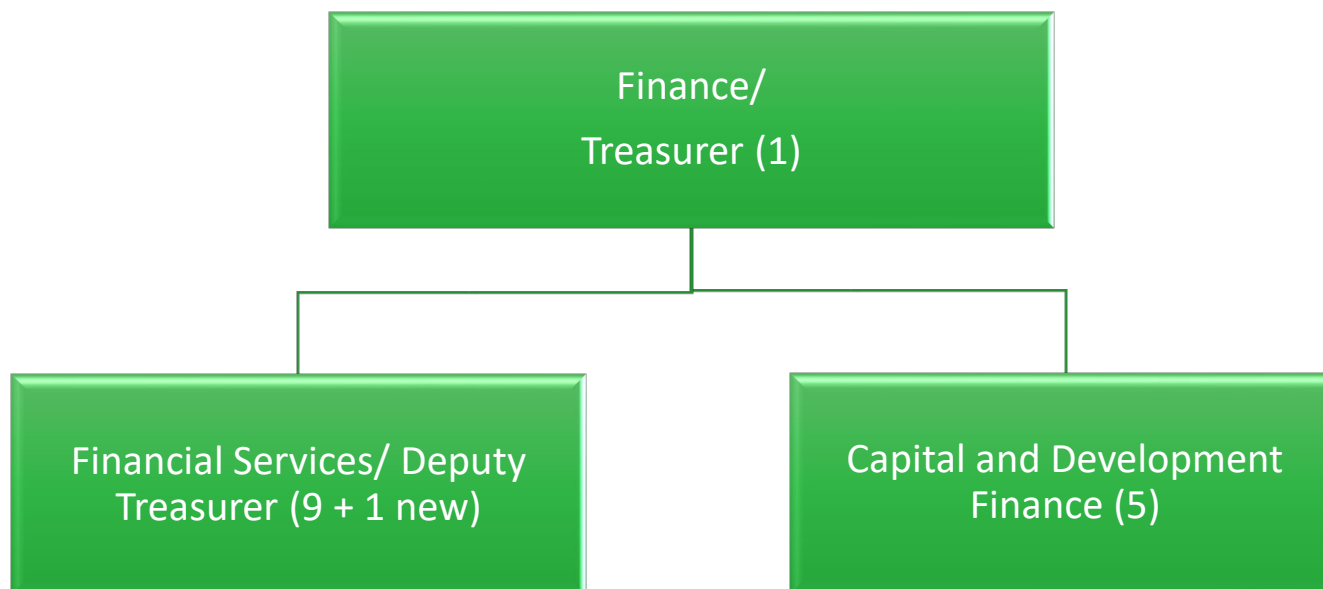 Finance/
Treasurer (1)
Financial Services/ Deputy
Treasurer (9 + 1 new)
Capital and Development
Finance (5)